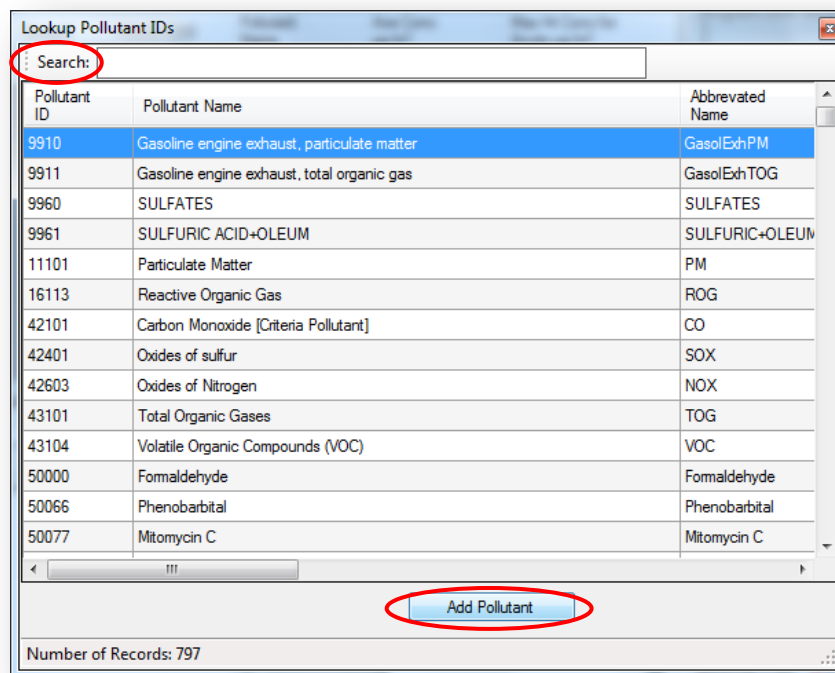 Lookup Pollutant IDs
Search:
Pollutant ID Pollutant Name Abbrevated Name
9910 Gasoline engine exhaust, particulate matter GasolExhPM
9911 Gasoline engine exhaust, total organic gas GasolExhTOG
9960 SULFATES SULFATES
9961 SULFURIC ACID+OLEUM SULFURIC+OLEUM
11101 Particulate Matter PM
16113 Reactive Organic Gas ROG
42101 Carbon Monoxide [Criteria Pollutant] CO
42401 Oxides of sulfur SOX
42603 Oxides of Nitrogen NOX
43101 Total Organic Gases TOG
43104 Volatile Organic Compounds (VOC) VOC
50000 Formaldehyde Formaldehyde
50066 Phenobarbital Phenobarbital
50077 Mitomycin C Mitomycin C
Add Pollutant
Number of Records: 797